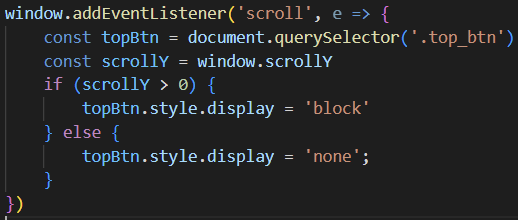 window.addEventListener('scroll', e => {
    const topBtn = document.querySelector('.top_btn')
    const scrollY = window.scrollY
    if (scrollY > 0) {
        topBtn.style.display = 'block'
    } else {
        topBtn.style.display = 'none';
    }
})